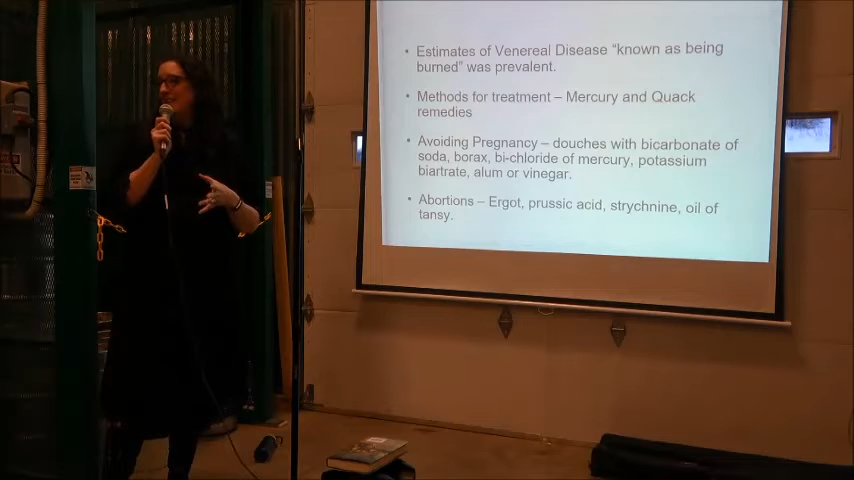 • Estimates of Venereal Disease "known as being
burned" was prevalent.
• Methods for treatment – Mercury and Quack
remedies
• Avoiding Pregnancy – douches with bicarbonate of
soda, borax, bi-chloride of mercury, potassium
biartrate, alum or vinegar.
• Abortions – Ergot, prussic acid, strychnine, oil of
tansy.